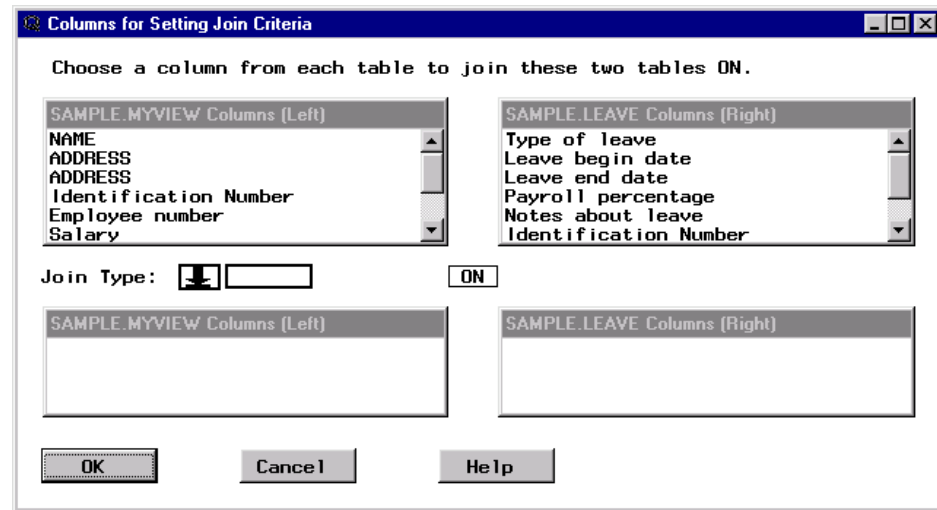 Columns for Setting Join Criteria
Choose a column from each table to join these two tables ON.
SAMPLE.MYVIEW Columns (Left)
NAME
ADDRESS
ADDRESS
Identification Number
Employee number
Salary
SAMPLE.LEAVE Columns (Right)
Type of leave
Leave begin date
Leave end date
Payroll percentage
Notes about leave
Identification Number
Join Type:
ON
SAMPLE.MYVIEW Columns (Left)
SAMPLE.LEAVE Columns (Right)
OK
Cancel
Help